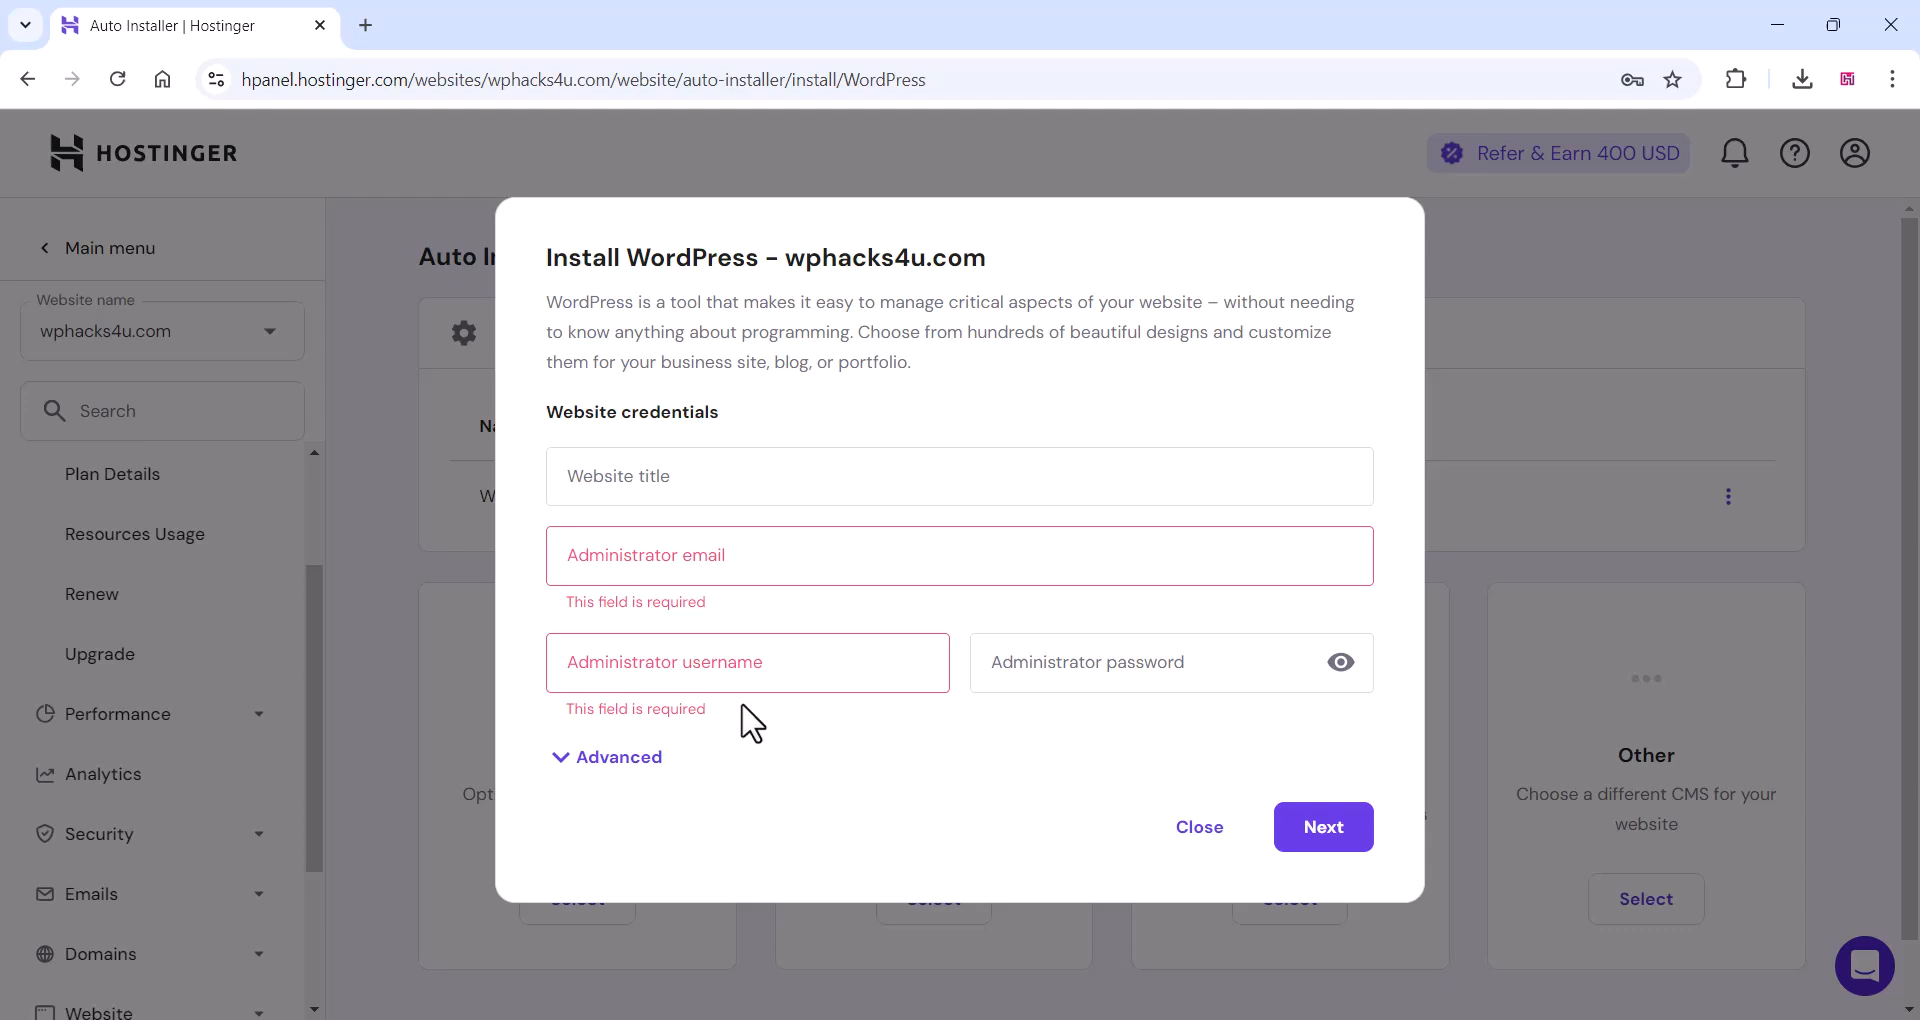 Auto Installer | Hostinger
hpanel.hostinger.com/websites/wphacks4u.com/website/auto-installer/install/WordPress
HOSTINGER
Refer & Earn 400 USD
Main menu
Website name
wphacks4u.com
Search
Plan Details
Resources Usage
Renew
Upgrade
Performance
Analytics
Security
Emails
Domains
Website
Auto I
Install WordPress - wphacks4u.com
WordPress is a tool that makes it easy to manage critical aspects of your website – without needing
to know anything about programming. Choose from hundreds of beautiful designs and customize
them for your business site, blog, or portfolio.
Website credentials
Website title
Administrator email
This field is required
Administrator username
Administrator password
This field is required
Advanced
Close
Next
Opt
Other
Choose a different CMS for your
website
Select
Select
Select
Select